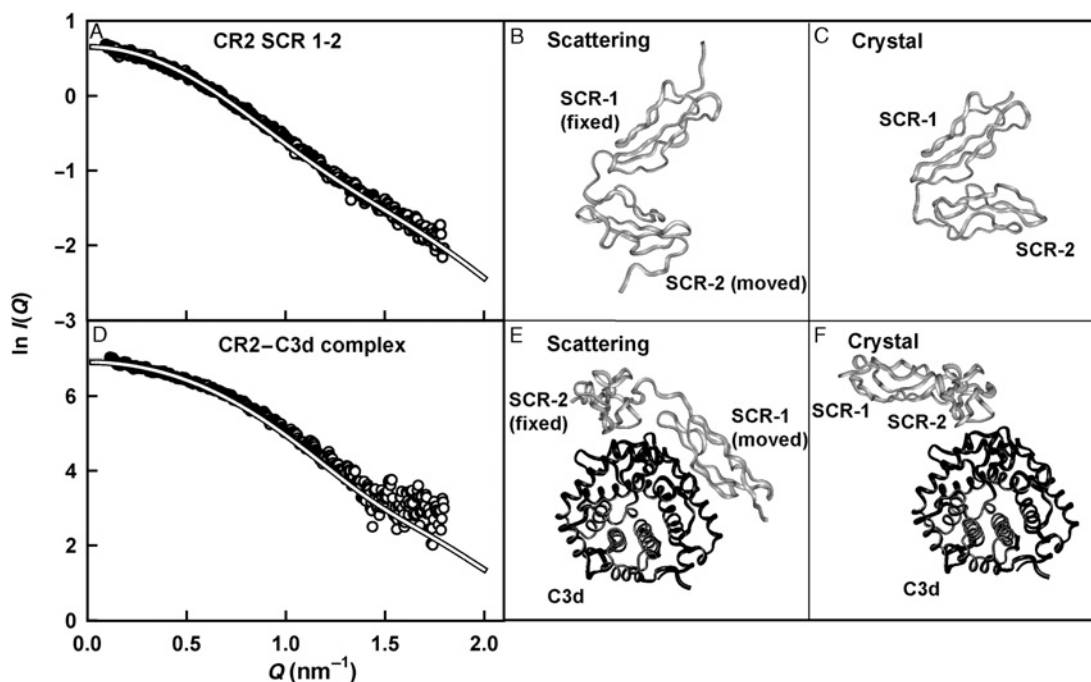 A
CR2 SCR 1-2
1
0
−1
−2
−3
B
Scattering
SCR-1
(fixed)
SCR-2 (moved)
C
Crystal
SCR-1
SCR-2
ln I(Q)
D
CR2–C3d complex
6
4
2
0
0.0
0.5
1.0
1.5
2.0
Q (nm−1)
E
Scattering
SCR-2
(fixed)
SCR-1
(moved)
C3d
F
Crystal
SCR-1
SCR-2
C3d